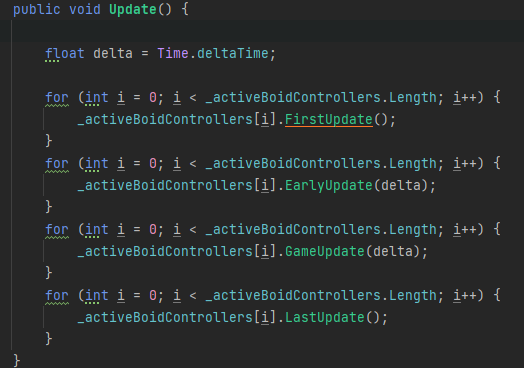 public void Update() {
float delta = Time.deltaTime;
for (int i = 0; i < _activeBoidControllers.Length; i++) {
_activeBoidControllers[i].FirstUpdate();
}
for (int i = 0; i < _activeBoidControllers.Length; i++) {
_activeBoidControllers[i].EarlyUpdate(delta);
}
for (int i = 0; i < _activeBoidControllers.Length; i++) {
_activeBoidControllers[i].GameUpdate(delta);
}
for (int i = 0; i < _activeBoidControllers.Length; i++) {
_activeBoidControllers[i].LastUpdate();
}
}